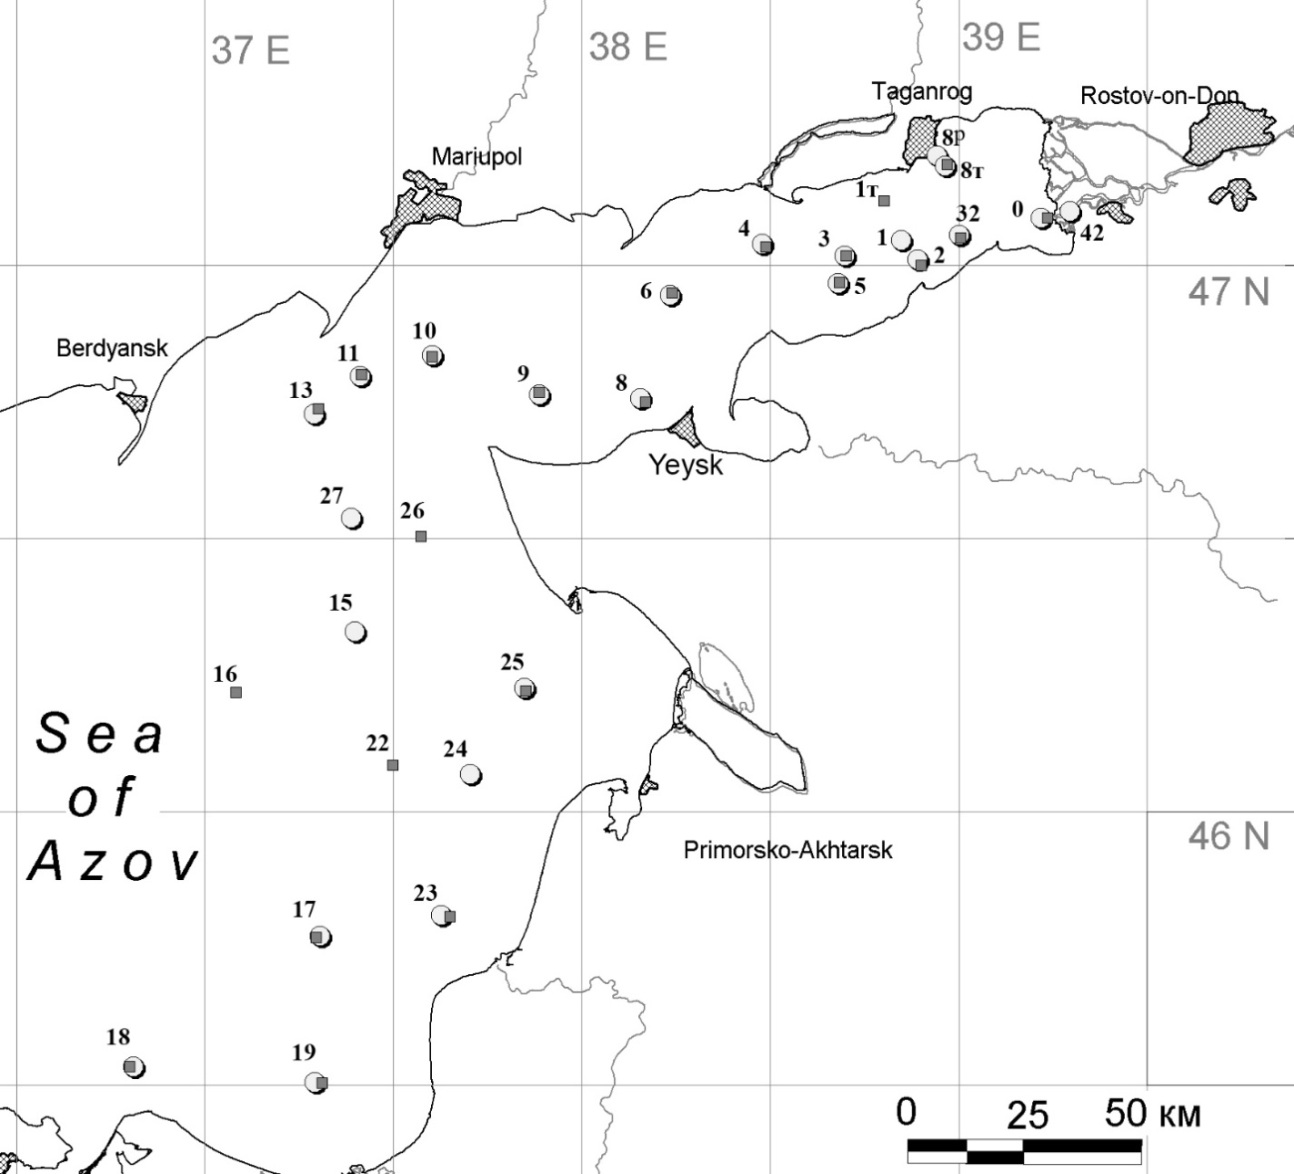 37 E
38 E
39 E
Taganrog
Rostov-on-Don
Mariupol
8р
8т
1т
0
42
32
4
3
1
2
5
6
47 N
10
Berdyansk
11
9
8
13
Yeysk
27
26
15
25
16
Sea
of
Azov
22
24
46 N
Primorsko-Akhtarsk
23
17
18
19
0 25 50 км